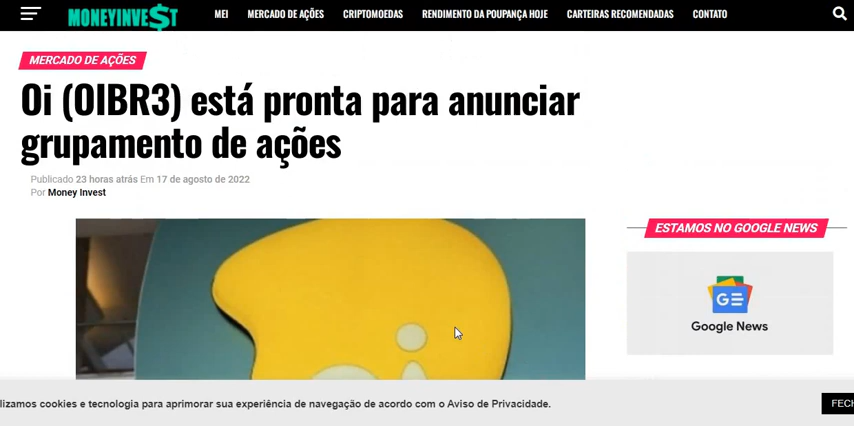 MONEYINVE$T
MEI MERCADO DE AÇÕES CRIPTOMOEDAS RENDIMENTO DA POUPANÇA HOJE CARTEIRAS RECOMENDADAS CONTATO
MERCADO DE AÇÕES
Oi (OIBR3) está pronta para anunciar
grupamento de ações
Publicado 23 horas atrás Em 17 de agosto de 2022
Por Money Invest
ESTAMOS NO GOOGLE NEWS
GE
Google News
lizamos cookies e tecnologia para aprimorar sua experiência de navegação de acordo com o Aviso de Privacidade.
FECH